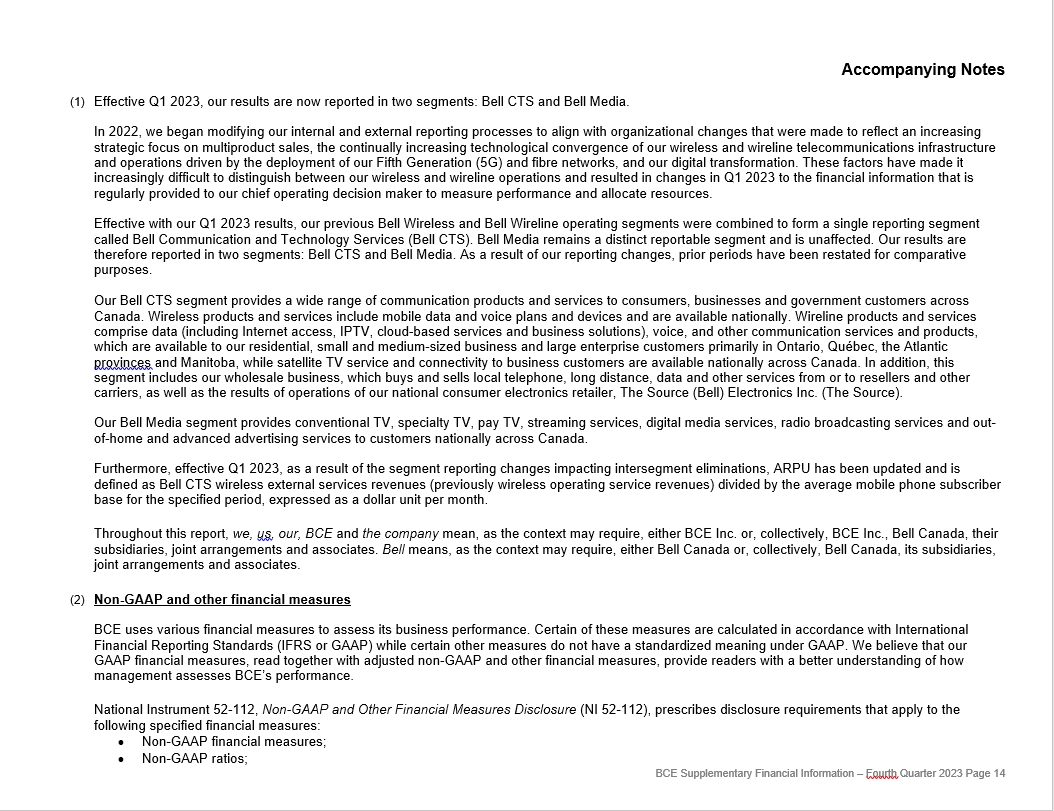 Accompanying Notes
(1) Effective Q1 2023, our results are now reported in two segments: Bell CTS and Bell Media.
In 2022, we began modifying our internal and external reporting processes to align with organizational changes that were made to reflect an increasing
strategic focus on multiproduct sales, the continually increasing technological convergence of our wireless and wireline telecommunications infrastructure
and operations driven by the deployment of our Fifth Generation (5G) and fibre networks, and our digital transformation. These factors have made it
increasingly difficult to distinguish between our wireless and wireline operations and resulted in changes in Q1 2023 to the financial information that is
regularly provided to our chief operating decision maker to measure performance and allocate resources.
Effective with our Q1 2023 results, our previous Bell Wireless and Bell Wireline operating segments were combined to form a single reporting segment
called Bell Communication and Technology Services (Bell CTS). Bell Media remains a distinct reportable segment and is unaffected. Our results are
therefore reported in two segments: Bell CTS and Bell Media. As a result of our reporting changes, prior periods have been restated for comparative
purposes.
Our Bell CTS segment provides a wide range of communication products and services to consumers, businesses and government customers across
Canada. Wireless products and services include mobile data and voice plans and devices and are available nationally. Wireline products and services
comprise data (including Internet access, IPTV, cloud-based services and business solutions), voice, and other communication services and products,
which are available to our residential, small and medium-sized business and large enterprise customers primarily in Ontario, Québec, the Atlantic
provinces and Manitoba, while satellite TV service and connectivity to business customers are available nationally across Canada. In addition, this
segment includes our wholesale business, which buys and sells local telephone, long distance, data and other services from or to resellers and other
carriers, as well as the results of operations of our national consumer electronics retailer, The Source (Bell) Electronics Inc. (The Source).
Our Bell Media segment provides conventional TV, specialty TV, pay TV, streaming services, digital media services, radio broadcasting services and out-
of-home and advanced advertising services to customers nationally across Canada.
Furthermore, effective Q1 2023, as a result of the segment reporting changes impacting intersegment eliminations, ARPU has been updated and is
defined as Bell CTS wireless external services revenues (previously wireless operating service revenues) divided by the average mobile phone subscriber
base for the specified period, expressed as a dollar unit per month.
Throughout this report, we, us, our, BCE and the company mean, as the context may require, either BCE Inc. or, collectively, BCE Inc., Bell Canada, their
subsidiaries, joint arrangements and associates. Bell means, as the context may require, either Bell Canada or, collectively, Bell Canada, its subsidiaries,
joint arrangements and associates.
(2) Non-GAAP and other financial measures
BCE uses various financial measures to assess its business performance. Certain of these measures are calculated in accordance with International
Financial Reporting Standards (IFRS or GAAP) while certain other measures do not have a standardized meaning under GAAP. We believe that our
GAAP financial measures, read together with adjusted non-GAAP and other financial measures, provide readers with a better understanding of how
management assesses BCE’s performance.
National Instrument 52-112, Non-GAAP and Other Financial Measures Disclosure (NI 52-112), prescribes disclosure requirements that apply to the
following specified financial measures:
• Non-GAAP financial measures;
• Non-GAAP ratios;
BCE Supplementary Financial Information – Fourth Quarter 2023 Page 14